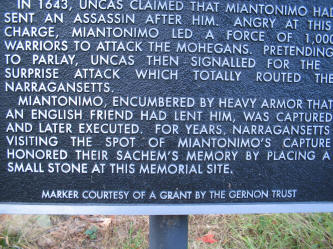 IN 1643, UNCAS CLAIMED THAT MIANTONIMO HAD
SENT AN ASSASSIN AFTER HIM. ANGRY AT THIS
CHARGE, MIANTONIMO LED A FORCE OF 1,000
WARRIORS TO ATTACK THE MOHEGANS. PRETENDING
TO PARLAY, UNCAS THEN SIGNALLED FOR THE
SURPRISE ATTACK WHICH TOTALLY ROUTED THE
NARRAGANSETTS.
MIANTONIMO, ENCUMBERED BY HEAVY ARMOR THAT
AN ENGLISH FRIEND HAD LENT HIM, WAS CAPTURED
AND LATER EXECUTED. FOR YEARS, NARRAGANSETTS
VISITING THE SPOT OF MIANTONIMO'S CAPTURE
HONORED THEIR SACHEM'S MEMORY BY PLACING A
SMALL STONE AT THIS MEMORIAL SITE.
MARKER COURTESY OF A GRANT BY THE GERNON TRUST